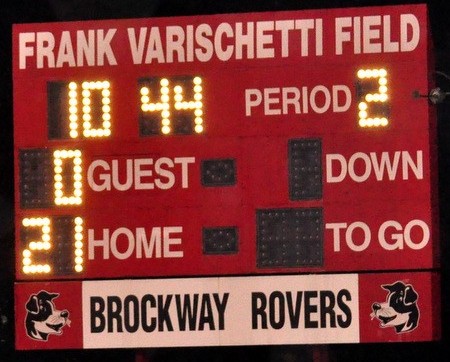 FRANK VARISCHETTI FIELD
10 44 PERIOD 2
0 GUEST DOWN
21 HOME TO GO
BROCKWAY ROVERS